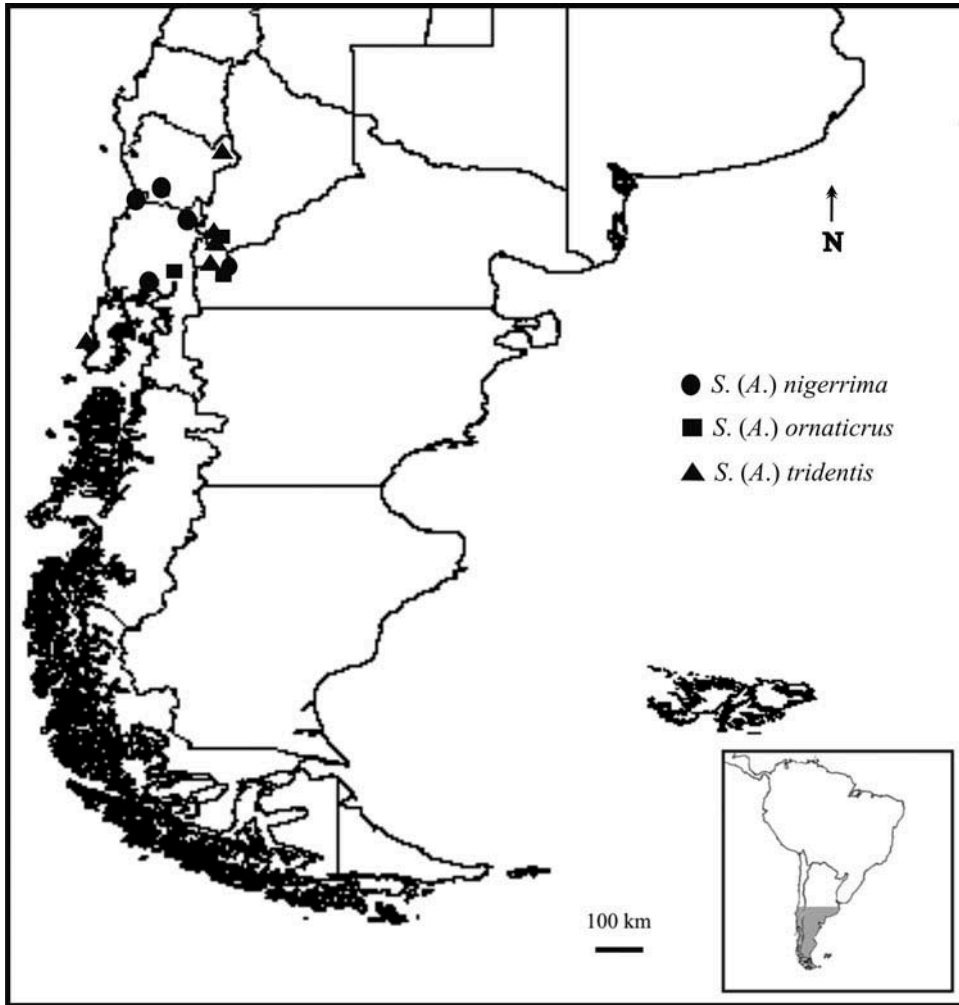 N
S. (A.) nigerrima
S. (A.) ornaticrus
S. (A.) tridentis
100 km